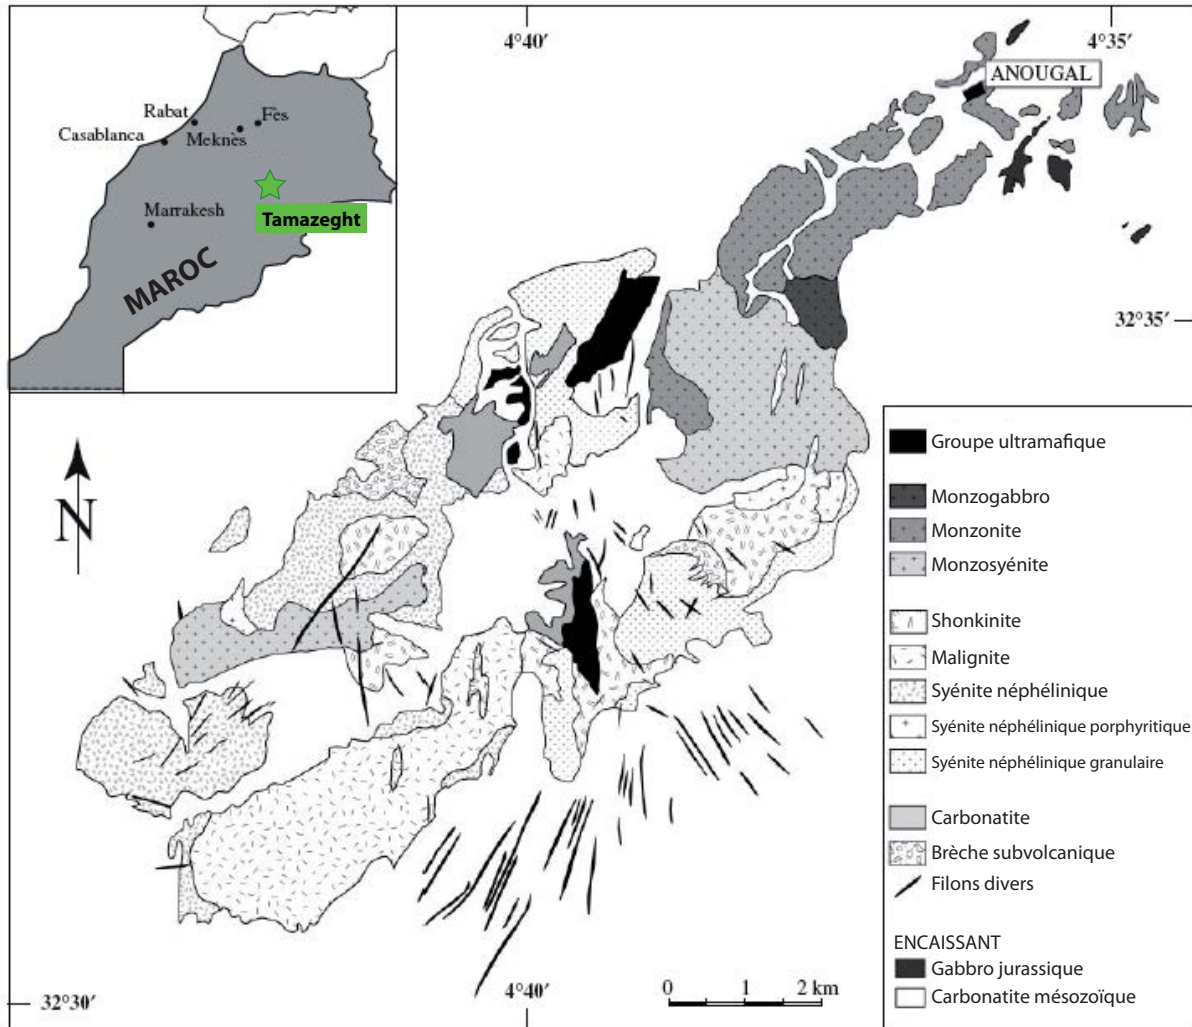 4°40′
4°35′
ANOUGAL
Rabat
Fès
Casablanca
Meknès
Marrakesh
Tamazeght
MAROC
32°35′
N
Groupe ultramafique
Monzogabbro
Monzonite
Monzosyénite
Shonkinite
Malignite
Syénite néphélinique
Syénite néphélinique porphyritique
Syénite néphélinique granulaire
Carbonatite
Brèche subvolcanique
Filons divers
ENCAISSANT
Gabbro jurassique
Carbonatite mésozoïque
32°30′
4°40′
0 1 2 km